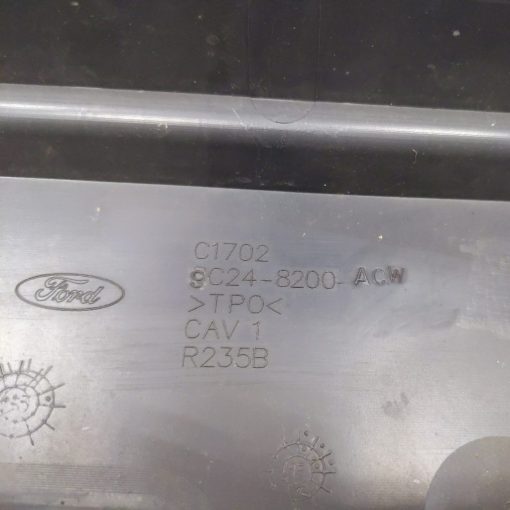 C1702
Ford 9C24-8200-ACW
>TPO<
CAV 1
R235B